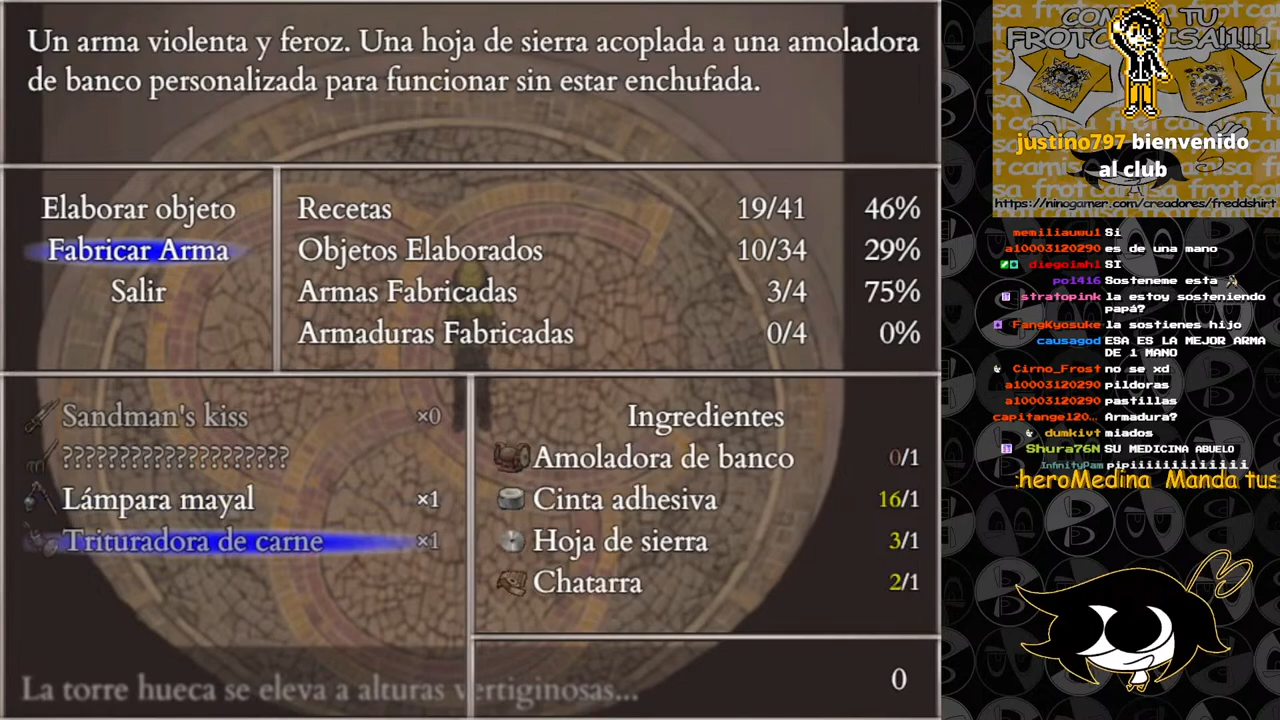 Un arma violenta y feroz. Una hoja de sierra acoplada a una amoladora
de banco personalizada para funcionar sin estar enchufada.
Elaborar objeto
Fabricar Arma
Salir
Recetas 19/41 46%
Objetos Elaborados 10/34 29%
Armas Fabricadas 3/4 75%
Armaduras Fabricadas 0/4 0%
Sandman's kiss ×0
????????????????????
Lámpara mayal ×1
Trituradora de carne ×1
Ingredientes
Amoladora de banco 0/1
Cinta adhesiva 16/1
Hoja de sierra 3/1
Chatarra 2/1
La torre hueca se eleva a alturas vertiginosas...
0
justino797 bienvenido
al club
https://ninogamer.com/creadores/freddshirt
memiliauwu1 Si
a10003120290 es de una mano
diegoimhl SI
po1416 Sosteneme esta
stratopink la estoy sosteniendo
papá?
FangKyosuke la sostienes hijo
causagod ESA ES LA MEJOR ARMA
DE 1 MANO
Cirno_Frost no se xd
a10003120290 pildoras
a10003120290 pastillas
capitange120... Armadura?
dumkivt miados
Shura76N SU MEDICINA ABUELO
InfnityPam pipiiiiiiiiiiiii
:heroMedina Manda tus